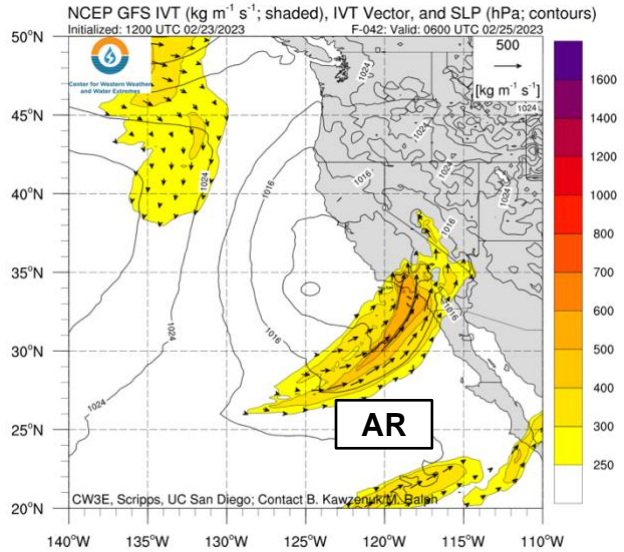 NCEP GFS IVT (kg m⁻¹ s⁻¹; shaded), IVT Vector, and SLP (hPa; contours)
Initialized: 1200 UTC 02/23/2023 F-042: Valid: 0600 UTC 02/25/2023
50°N
45°N
40°N
35°N
30°N
25°N
20°N
Center for Western Weather
and Water Extremes
500
[kg m⁻¹ s⁻¹]
1024
1024
1024
1024
1024
1016
1016
1016
1016
1016
1024
1024
AR
CW3E, Scripps, UC San Diego; Contact B. Kawzenuk/M.
140°W
135°W
130°W
125°W
120°W
115°W
110°W
1600
1400
1200
1000
800
700
600
500
400
300
250